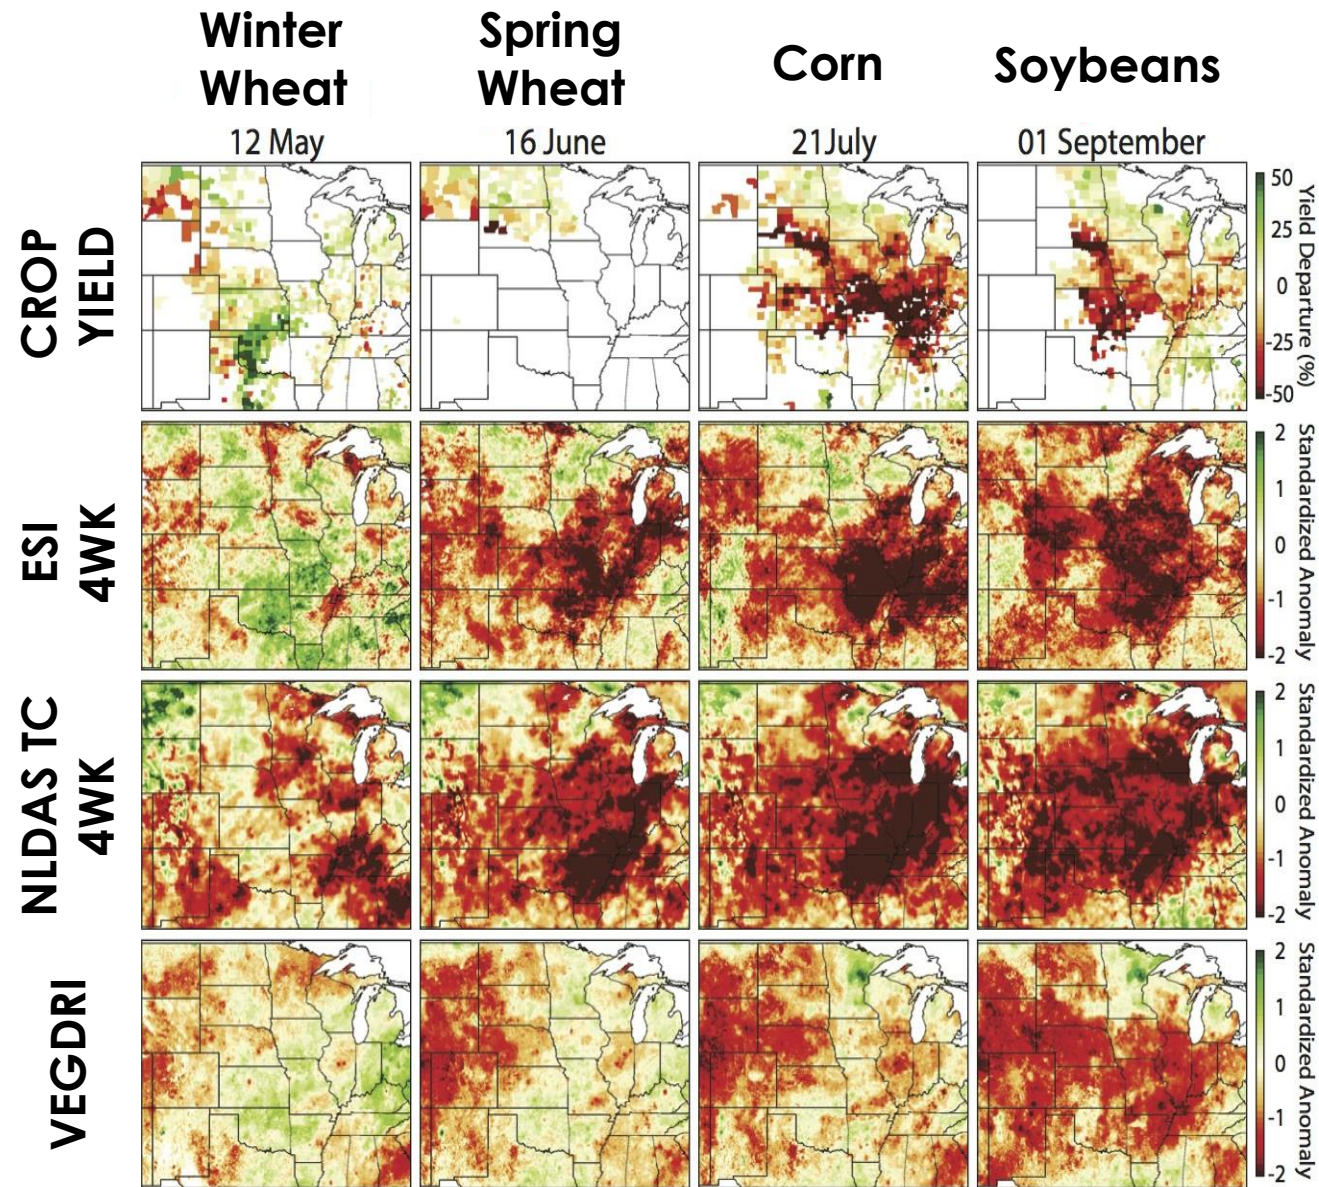 Winter
Wheat
Spring
Wheat
Corn
Soybeans
12 May
16 June
21July
01 September
CROP
YIELD
50
25
0
-25
-50
Yield Departure (%)
ESI
4WK
2
1
0
-1
-2
Standardized Anomaly
NLDAS TC
4WK
2
1
0
-1
-2
Standardized Anomaly
VEGDRI
2
1
0
-1
-2
Standardized Anomaly